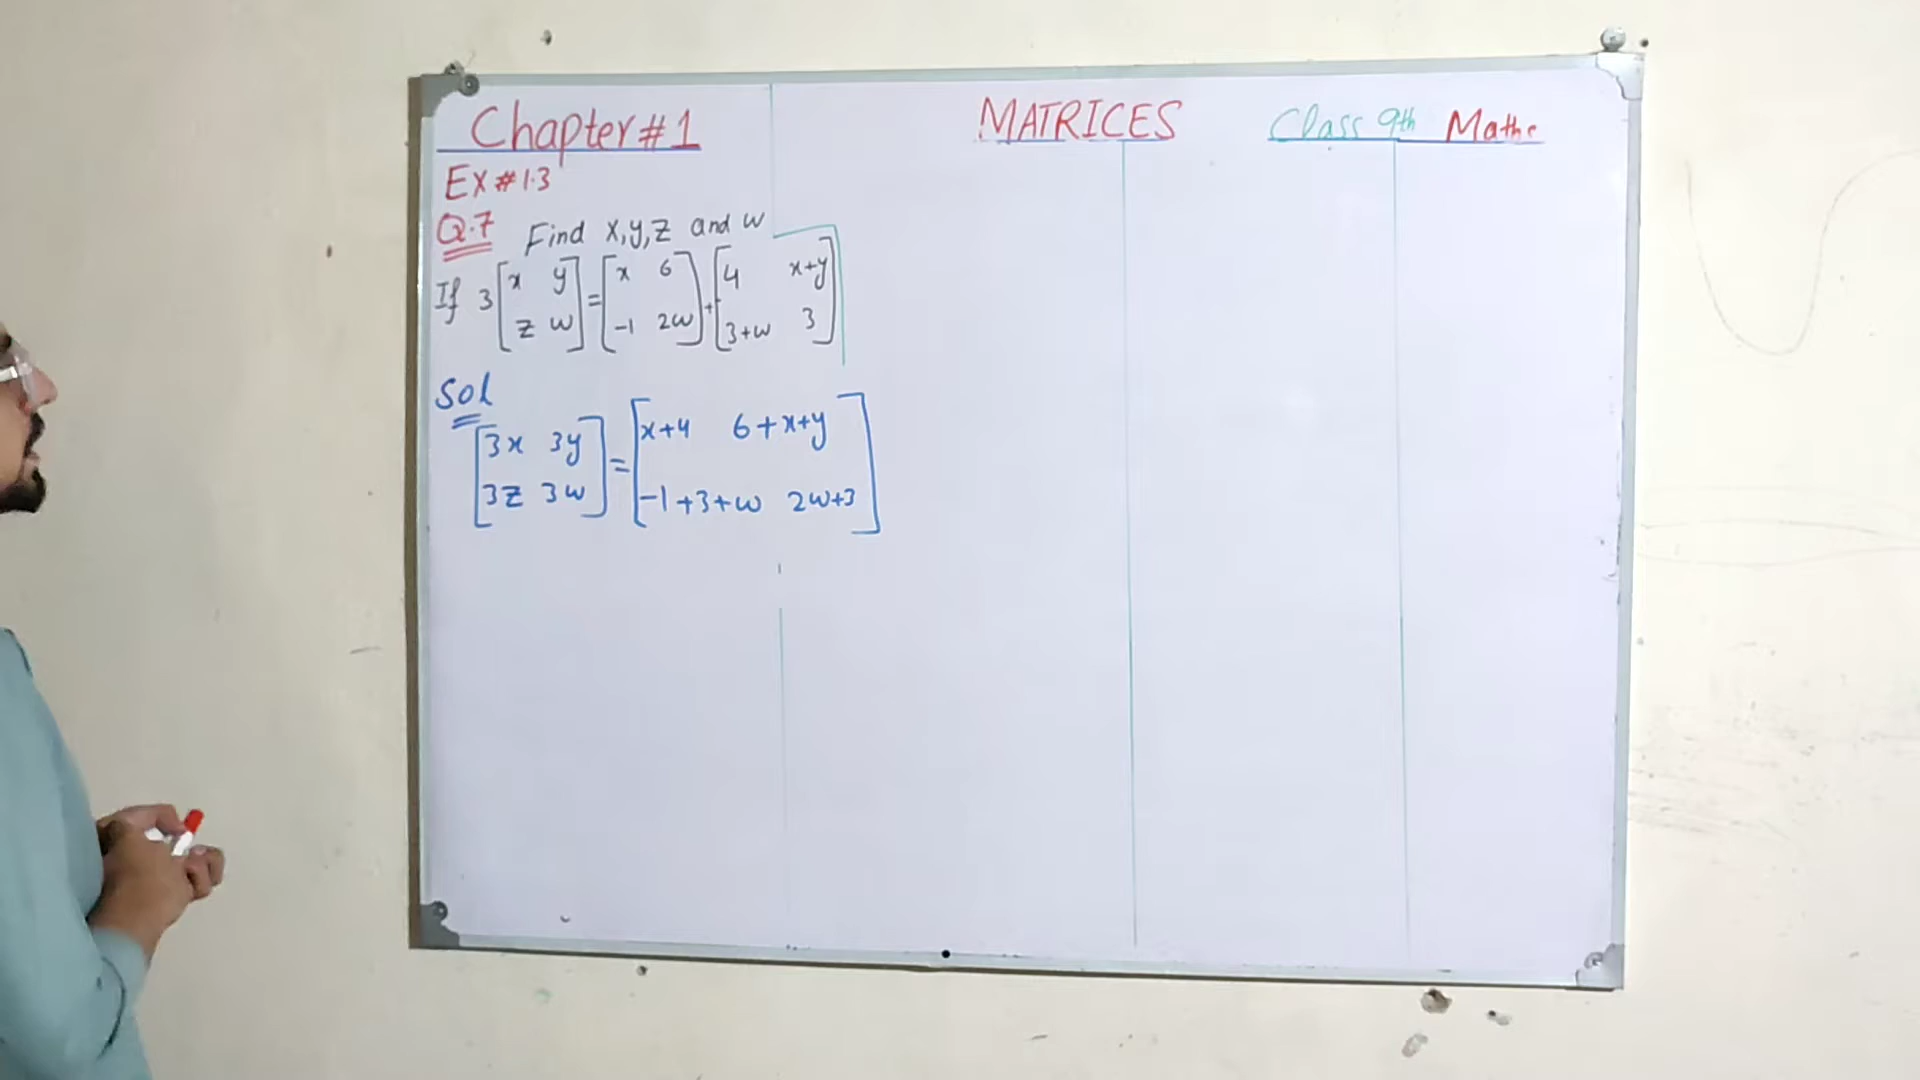 Chapter # 1 MATRICES Class 9th Maths
EX # 1.3
Q.7 Find x, y, z and w
If 3 [x y; z w] = [x 6; -1 2w] + [4 x+y; 3+w 3]
Sol
[3x 3y; 3z 3w] = [x+4 6+x+y; -1+3+w 2w+3]